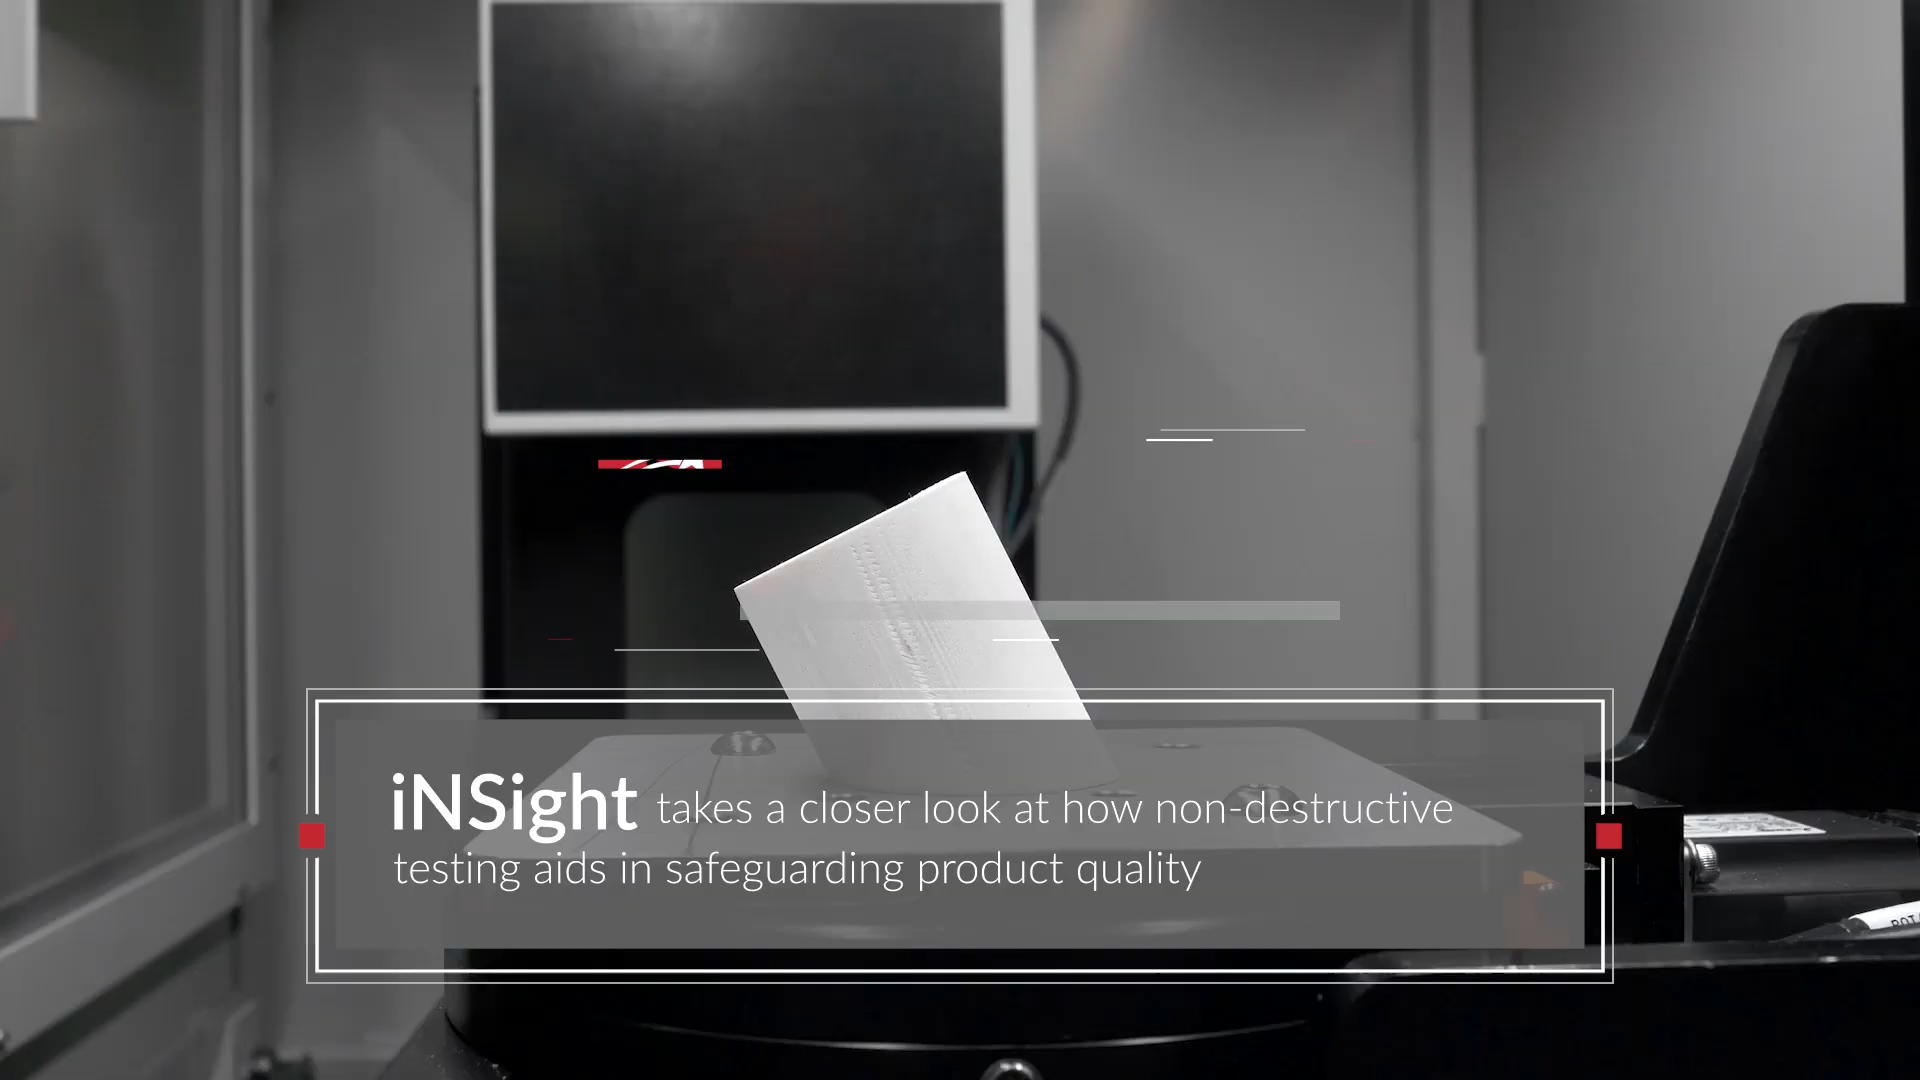 iNSight takes a closer look at how non-destructive
testing aids in safeguarding product quality